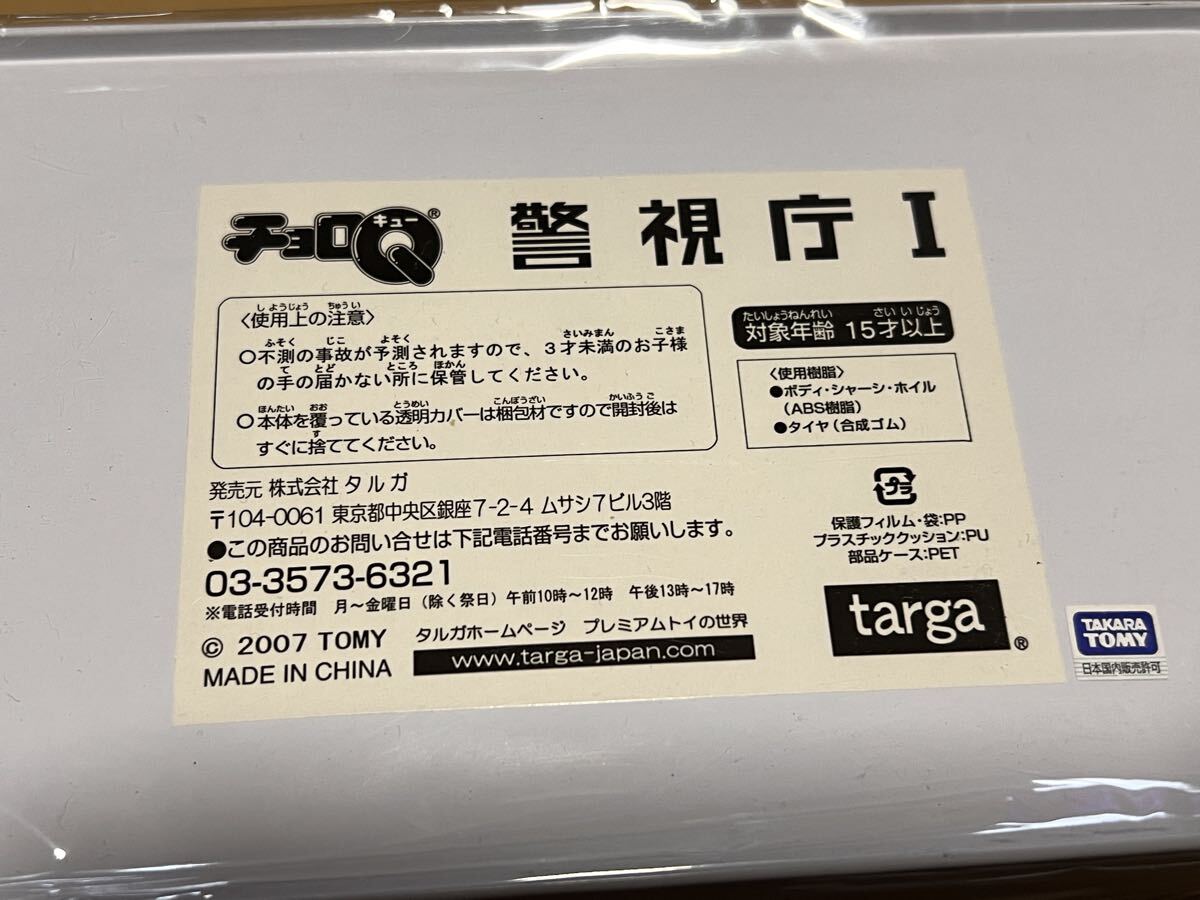 チョロQ キュー ® 警視庁 I
〈使用上の注意〉
しようじょう ちゅうい
ふそく じこ よそく さいみまん こさま
○不測の事故が予測されますので、3才未満のお子様
て とど ところ ほかん
の手の届かない所に保管してください。
ほんたい おお とうめい こんぽうざい かいふうご
○本体を覆っている透明カバーは梱包材ですので開封後は
す
すぐに捨ててください。
たいしょうねんれい さいいじょう
対象年齢 15才以上
〈使用樹脂〉
●ボディ・シャーシ・ホイル
(ABS樹脂)
●タイヤ(合成ゴム)
発売元 株式会社 タルガ
〒104-0061 東京都中央区銀座7-2-4 ムサシ7ビル3階
●この商品のお問い合せは下記電話番号までお願いします。
03-3573-6321
※電話受付時間 月～金曜日(除く祭日)午前10時～12時 午後13時～17時
© 2007 TOMY
MADE IN CHINA
タルガホームページ プレミアムトイの世界
www.targa-japan.com
プラ
保護フィルム・袋:PP
プラスチッククッション:PU
部品ケース:PET
targa ®
TAKARA
TOMY
日本国内販売許可